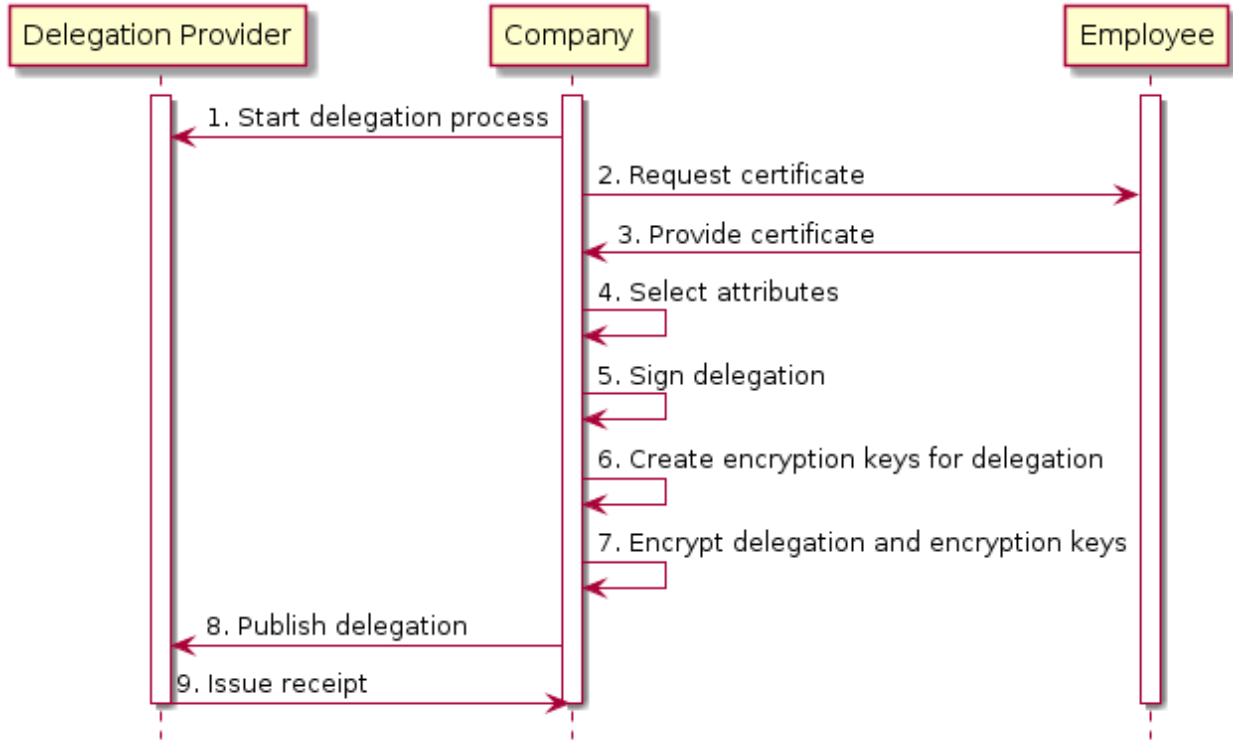 Delegation Provider
Company
Employee
1. Start delegation process
2. Request certificate
3. Provide certificate
4. Select attributes
5. Sign delegation
6. Create encryption keys for delegation
7. Encrypt delegation and encryption keys
8. Publish delegation
9. Issue receipt